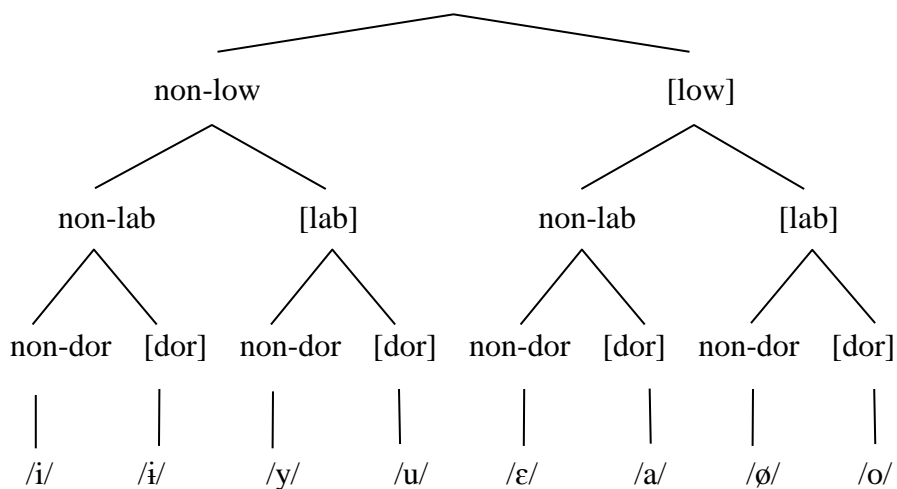 non-low [low]
non-lab [lab] non-lab [lab]
non-dor [dor] non-dor [dor] non-dor [dor] non-dor [dor]
/i/ /ɨ/ /y/ /u/ /ɛ/ /a/ /ø/ /o/